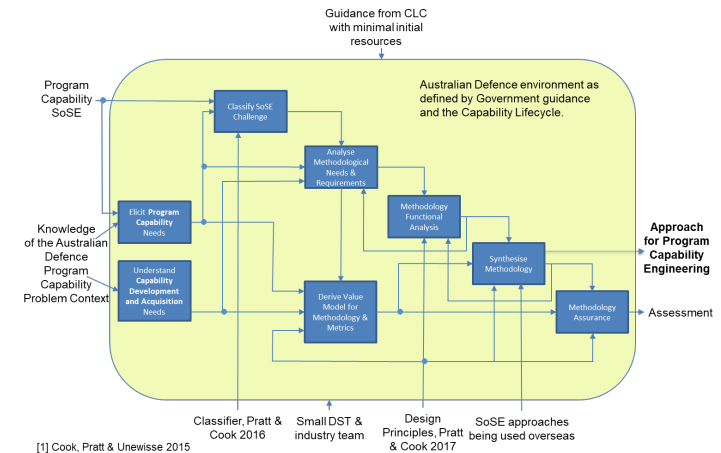 Guidance from CLC
with minimal initial
resources
Program
Capability
SoSE
Australian Defence environment as
defined by Government guidance
and the Capability Lifecycle.
Classify SoSE
Challenge
Analyse
Methodological
Needs &
Requirements
Elicit Program
Capability
Needs
Methodology
Functional
Analysis
Knowledge
of the Australian
Defence
Program
Capability
Problem Context
Understand
Capability
Development
and Acquisition
Needs
Synthesise
Methodology
Approach
for Program
Capability
Engineering
Derive Value
Model for
Methodology &
Metrics
Methodology
Assurance
Assessment
Classifier, Pratt &
Cook 2016
Small DST &
industry team
Design
Principles, Pratt
& Cook 2017
SoSE approaches
being used overseas
[1] Cook, Pratt & Unewisse 2015